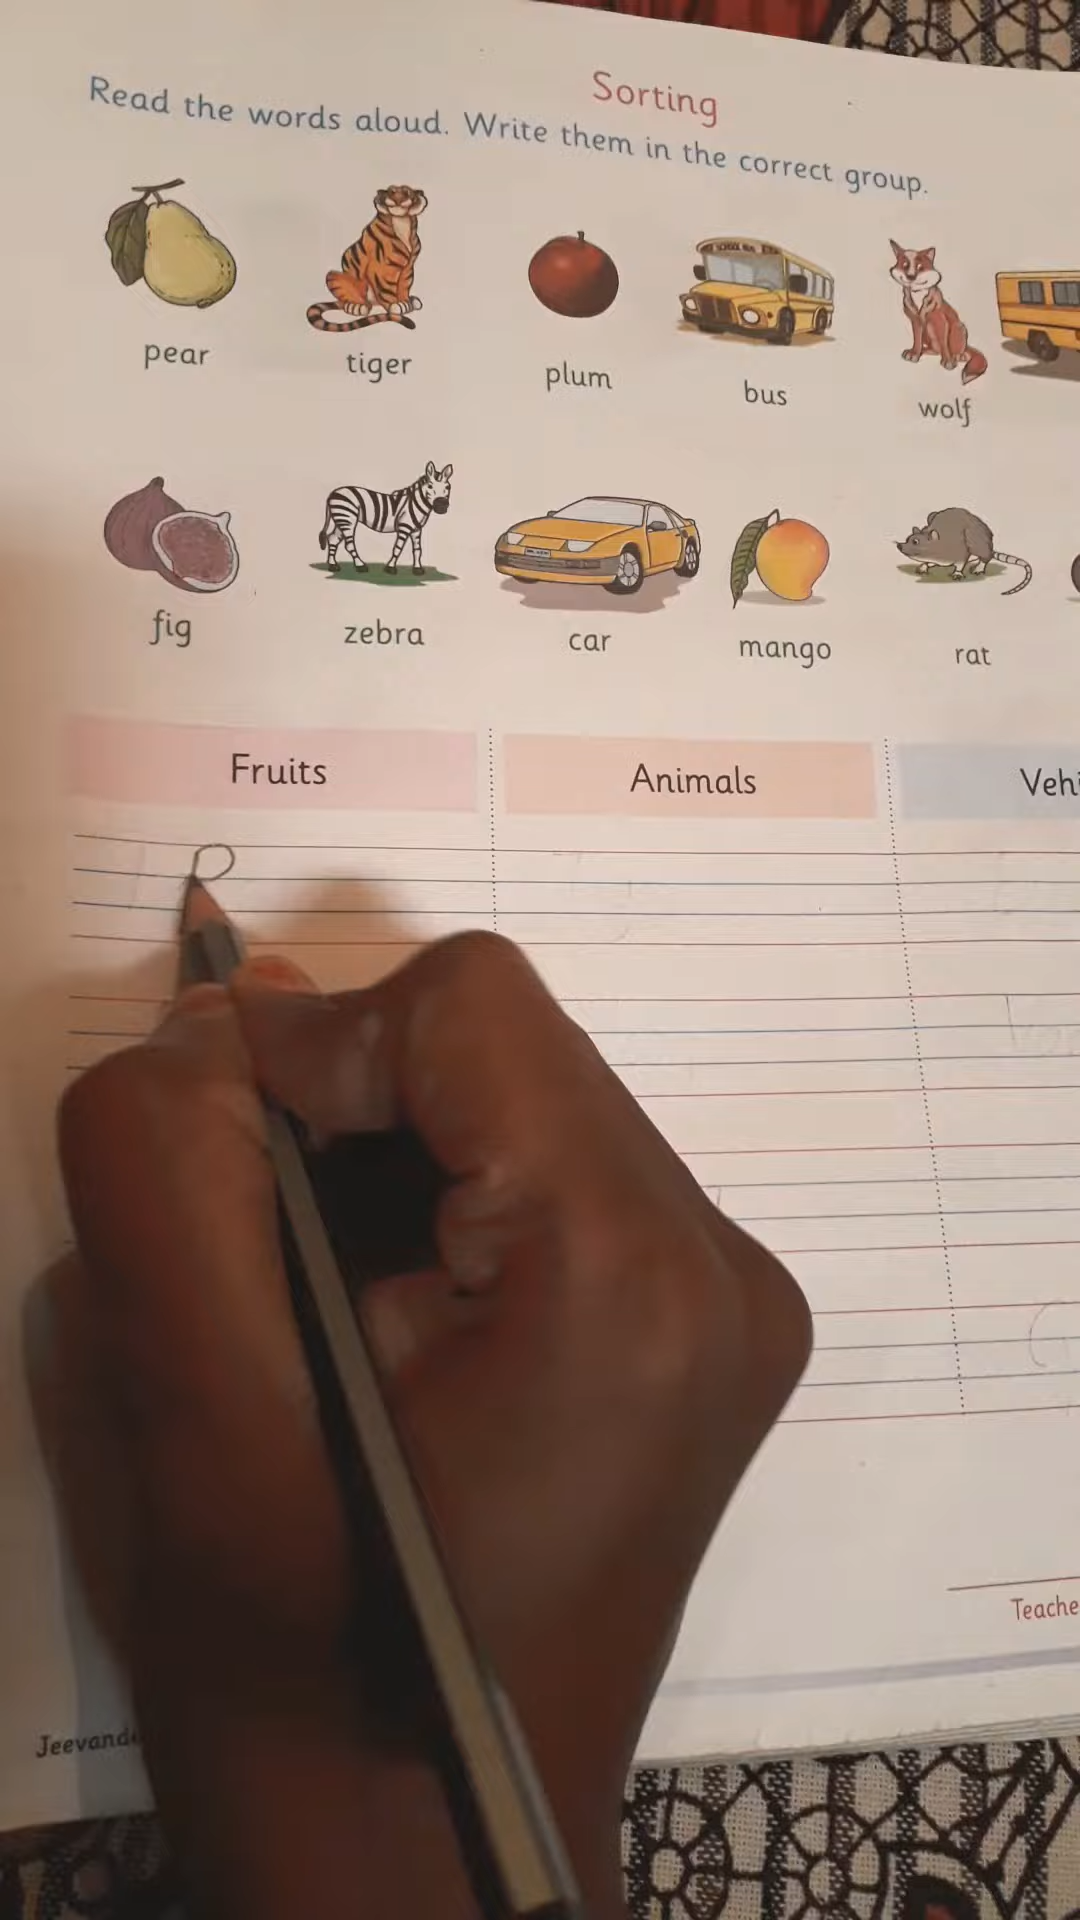 Sorting
Read the words aloud. Write them in the correct group.
pear tiger plum bus wolf
fig zebra car mango rat
Fruits Animals